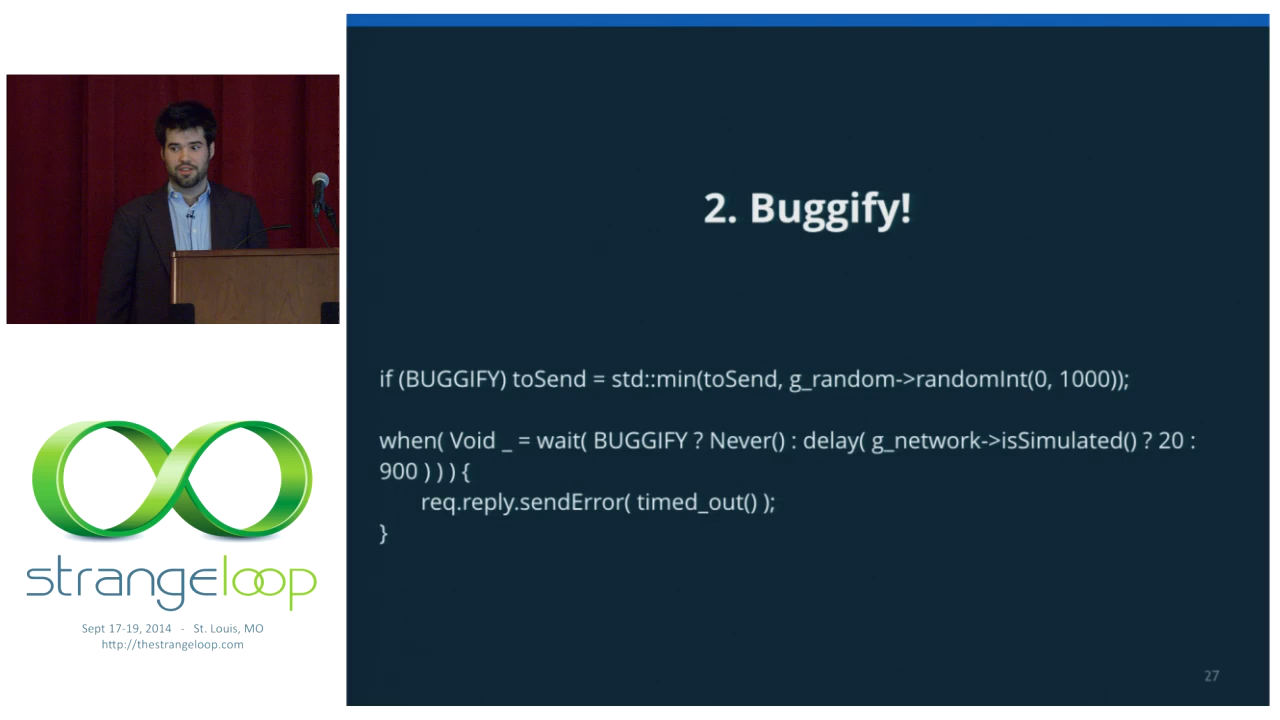 2. Buggify!
if (BUGGIFY) toSend = std::min(toSend, g_random->randomInt(0, 1000));
when( Void _ = wait( BUGGIFY ? Never() : delay( g_network->isSimulated() ? 20 :
900 ) ) ) {
req.reply.sendError( timed_out() );
}
27
strangeloop
Sept 17-19, 2014 - St. Louis, MO
http://thestrangeloop.com